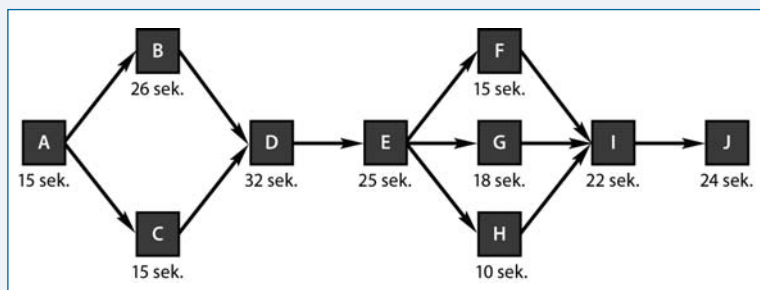 B
F
26 sek.
15 sek.
A
D
E
G
I
J
15 sek.
32 sek.
25 sek.
18 sek.
22 sek.
24 sek.
C
H
15 sek.
10 sek.